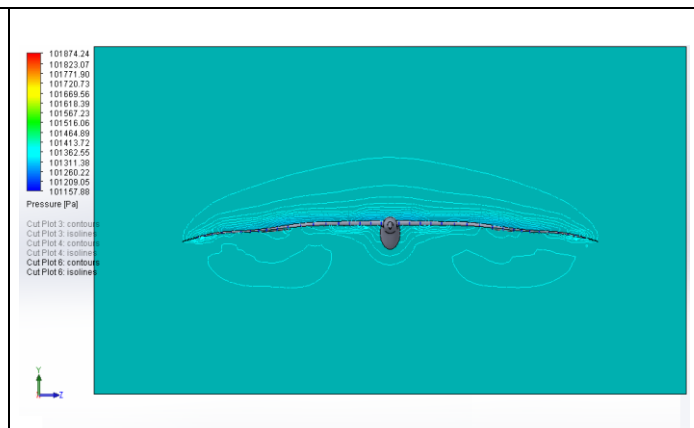 101874.24
101823.07
101771.90
101720.73
101669.56
101618.39
101567.23
101516.06
101464.89
101413.72
101362.55
101311.38
101260.22
101209.05
101157.88
Pressure [Pa]
Cut Plot 3: contours
Cut Plot 3: isolines
Cut Plot 4: contours
Cut Plot 4: isolines
Cut Plot 6: contours
Cut Plot 6: isolines
Y
Z